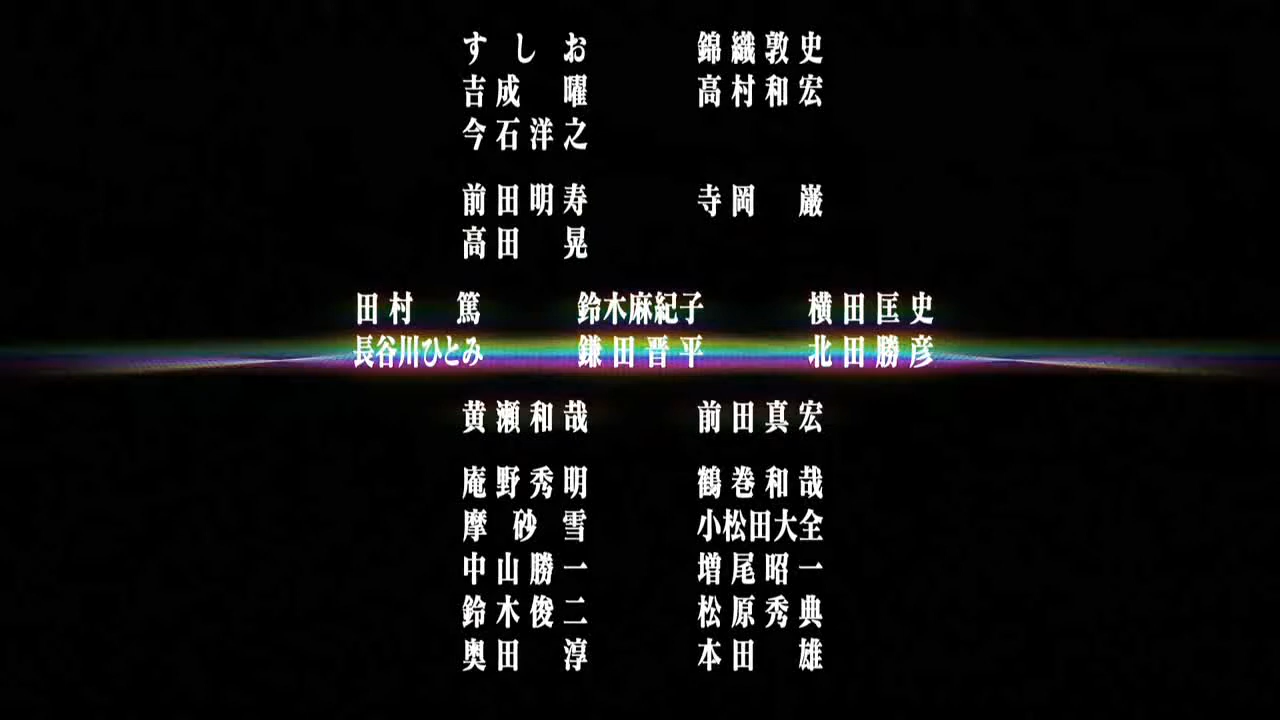 すしお 錦織敦史
吉成 曜 高村和宏
今石洋之
前田明寿 寺岡 巌
高田 晃
田村 篤 鈴木麻紀子 横田匡史
長谷川ひとみ 鎌田晋平 北田勝彦
黄瀬和哉 前田真宏
庵野秀明 鶴巻和哉
摩砂雪 小松田大全
中山勝一 増尾昭一
鈴木俊二 松原秀典
奥田 淳 本田 雄